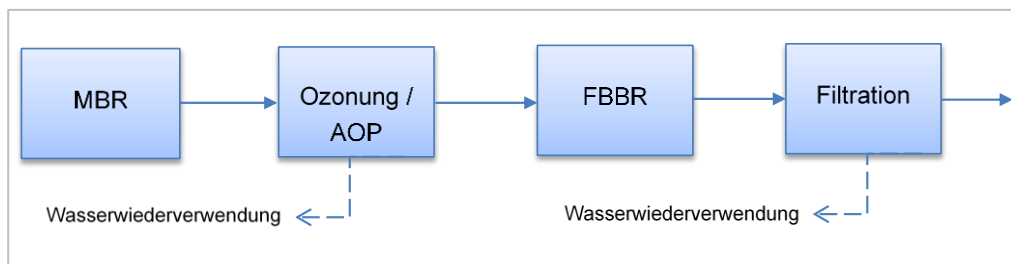 MBR
Ozonung /
AOP
FBBR
Filtration
Wasserwiederverwendung
Wasserwiederverwendung